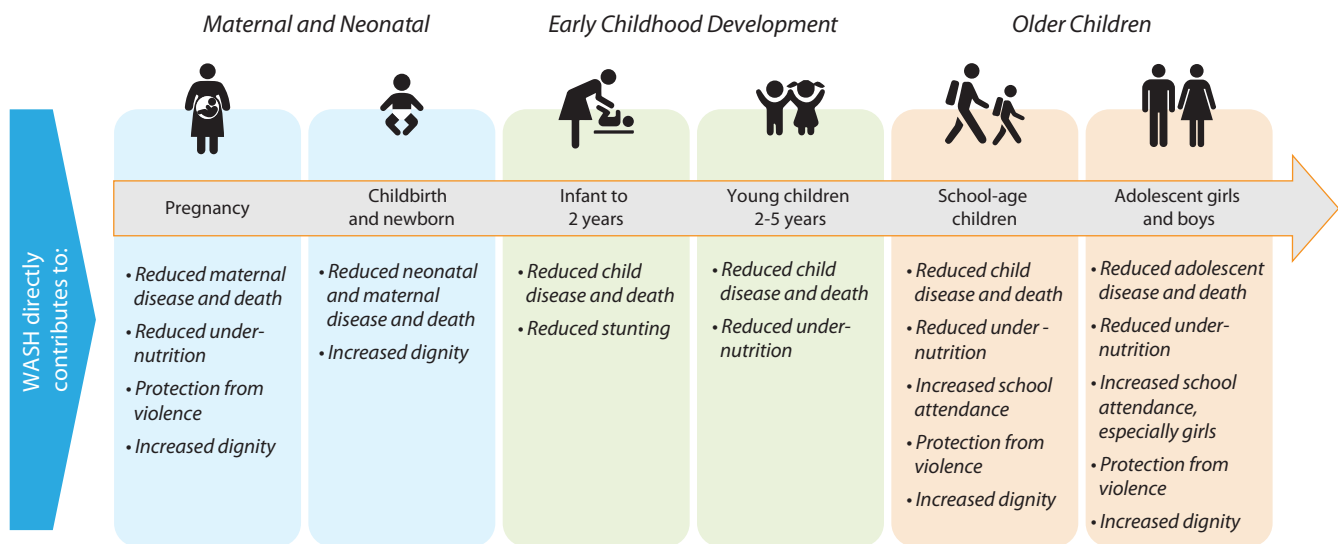 Maternal and Neonatal
Early Childhood Development
Older Children
WASH directly
contributes to:
Pregnancy
• Reduced maternal
disease and death
• Reduced under-
nutrition
• Protection from
violence
• Increased dignity
Childbirth
and newborn
• Reduced neonatal
and maternal
disease and death
• Increased dignity
Infant to
2 years
• Reduced child
disease and death
• Reduced stunting
Young children
2-5 years
• Reduced child
disease and death
• Reduced under-
nutrition
School-age
children
• Reduced child
disease and death
• Reduced under -
nutrition
• Increased school
attendance
• Protection from
violence
• Increased dignity
Adolescent girls
and boys
• Reduced adolescent
disease and death
• Reduced under-
nutrition
• Increased school
attendance,
especially girls
• Protection from
violence
• Increased dignity